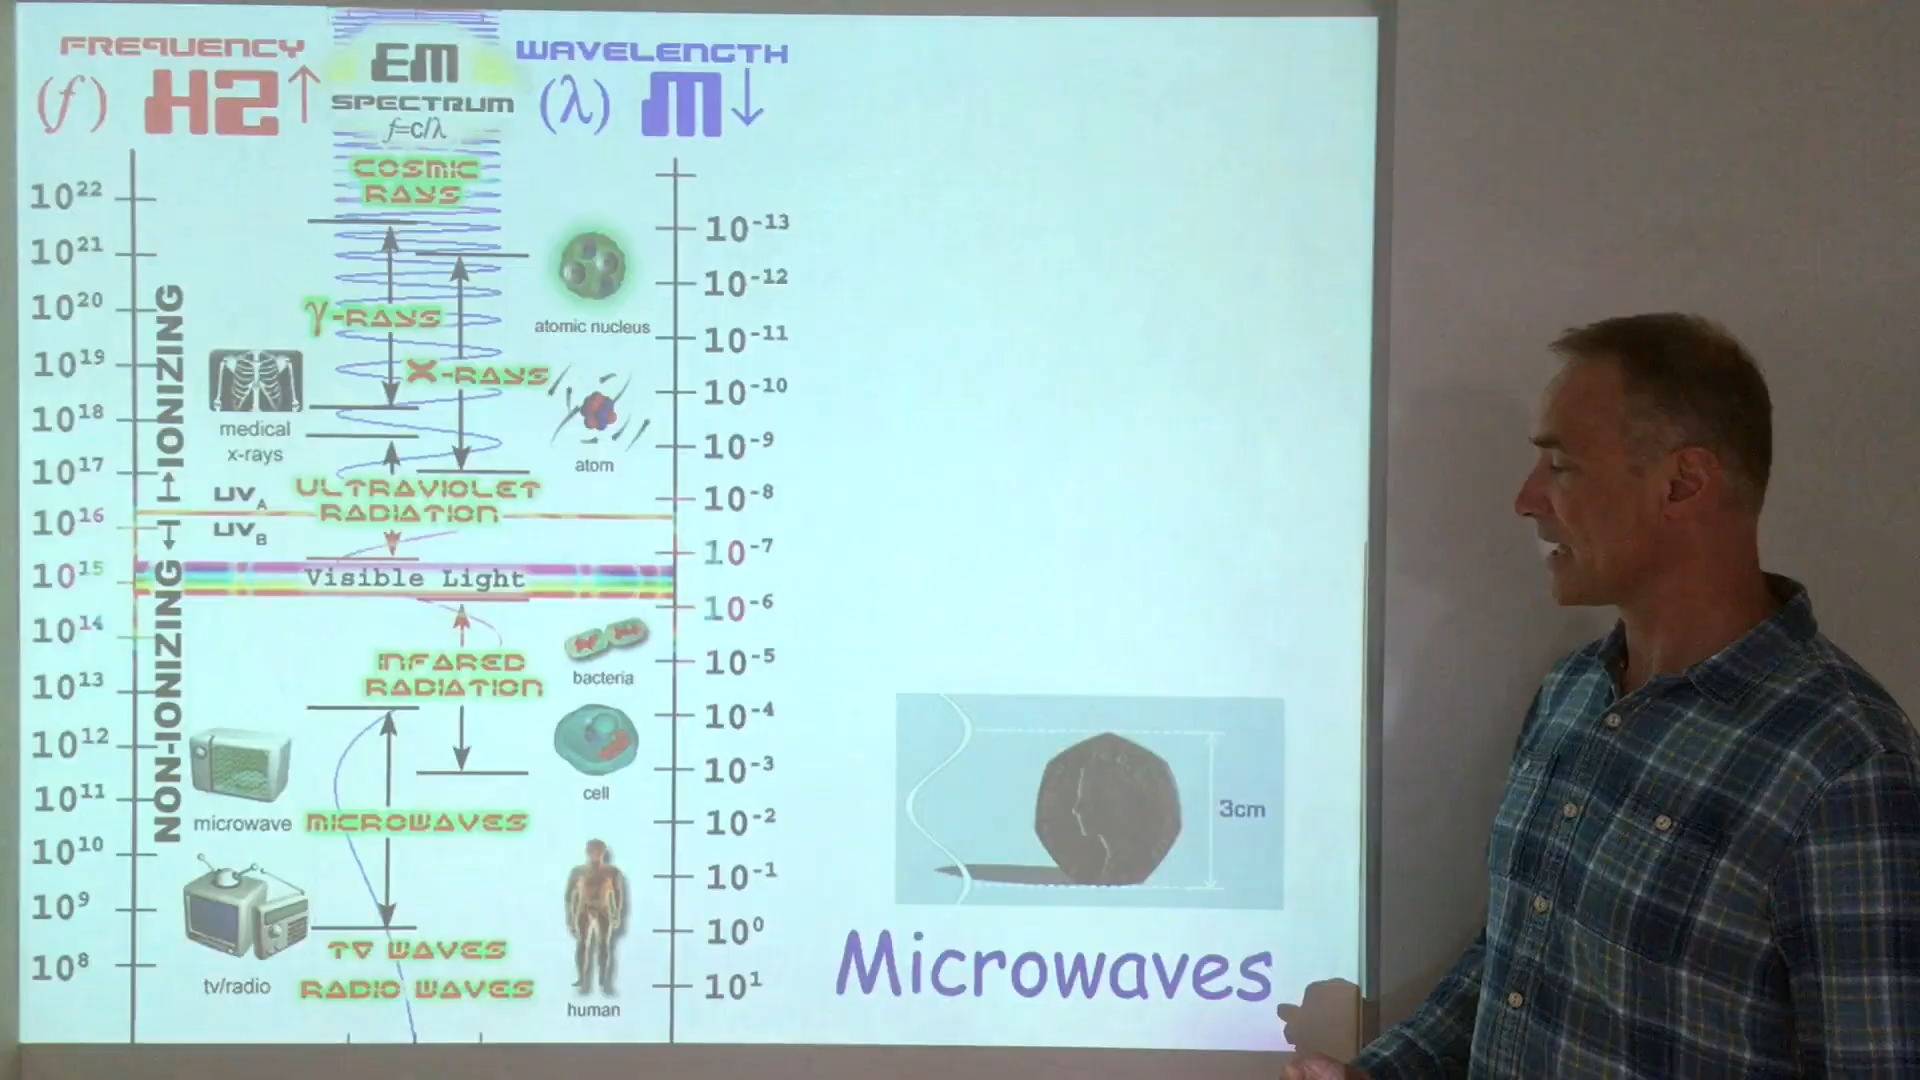 FREQUENCY
(f) HZ↑
EM
SPECTRUM
f=c/λ
WAVELENGTH
(λ) M↓
COSMIC
RAYS
10²²
10²¹
10²⁰
10¹⁹
10¹⁸
10¹⁷
10¹⁶
10¹⁵
10¹⁴
10¹³
10¹²
10¹¹
10¹⁰
10⁹
10⁸
IONIZING
NON-IONIZING
γ-RAYS
X-RAYS
medical
x-rays
UV A
UV B
ULTRAVIOLET
RADIATION
Visible Light
INFARED
RADIATION
microwave
MICROWAVES
tv/radio
TV WAVES
RADIO WAVES
atomic nucleus
atom
bacteria
cell
human
10⁻¹³
10⁻¹²
10⁻¹¹
10⁻¹⁰
10⁻⁹
10⁻⁸
10⁻⁷
10⁻⁶
10⁻⁵
10⁻⁴
10⁻³
10⁻²
10⁻¹
10⁰
10¹
3cm
Microwaves